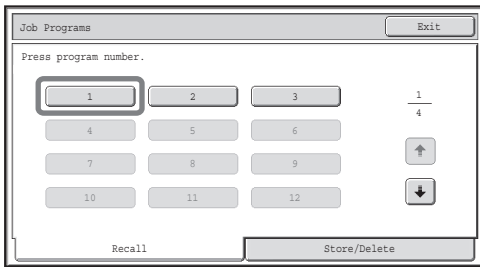 Job Programs Exit
Press program number.
1 2 3 1
4
4 5 6
7 8 9
10 11 12
Recall Store/Delete